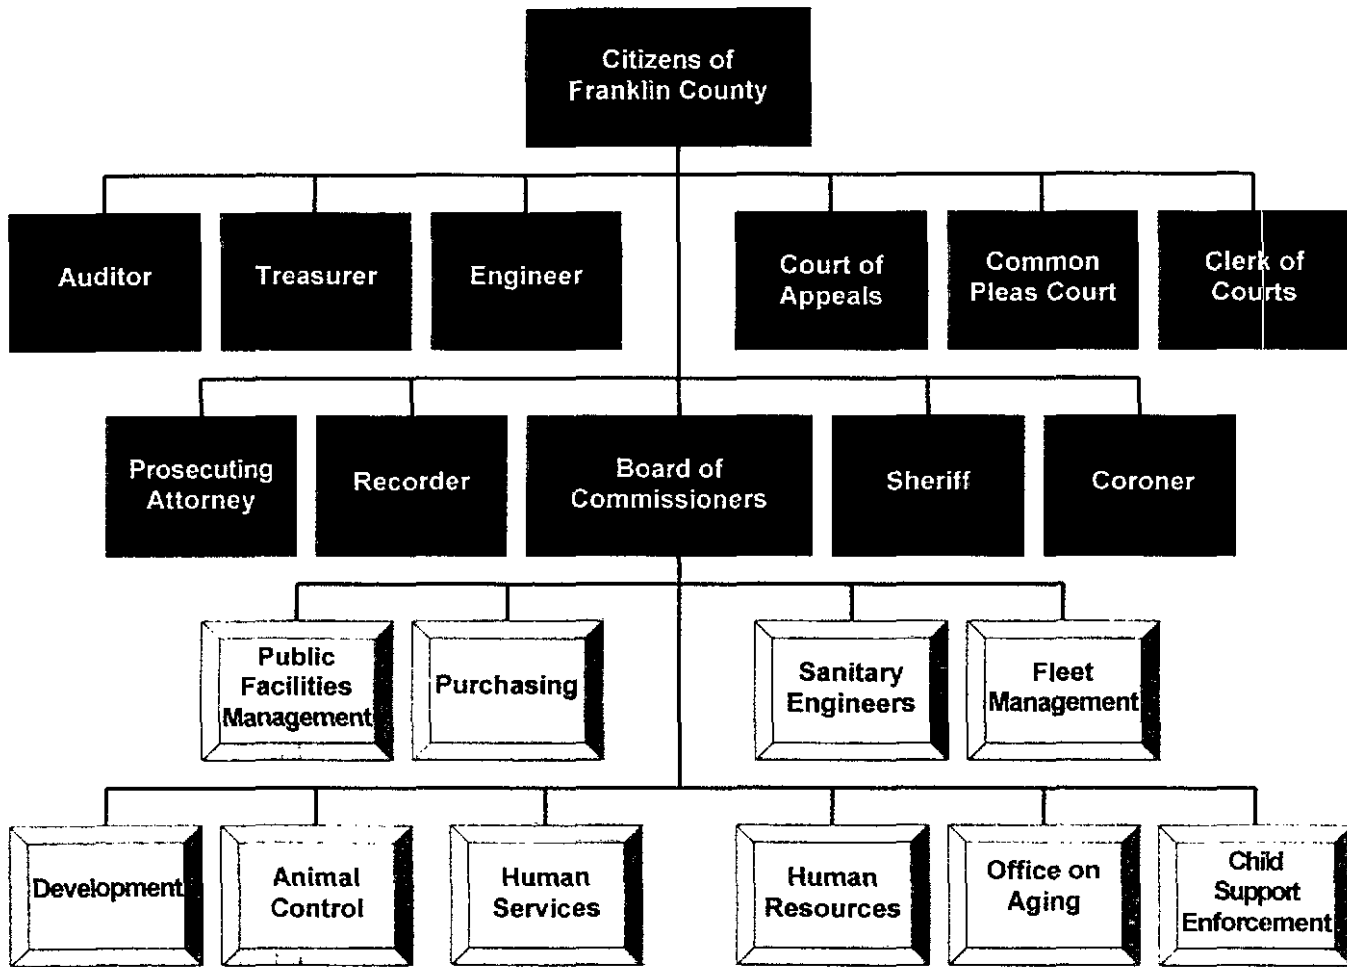 Citizens of
Franklin County
Auditor
Treasurer
Engineer
Court of
Appeals
Common
Pleas Court
Clerk of
Courts
Prosecuting
Attorney
Recorder
Board of
Commissioners
Sheriff
Coroner
Public
Facilities
Management
Purchasing
Sanitary
Engineers
Fleet
Management
Development
Animal
Control
Human
Services
Human
Resources
Office on
Aging
Child
Support
Enforcement